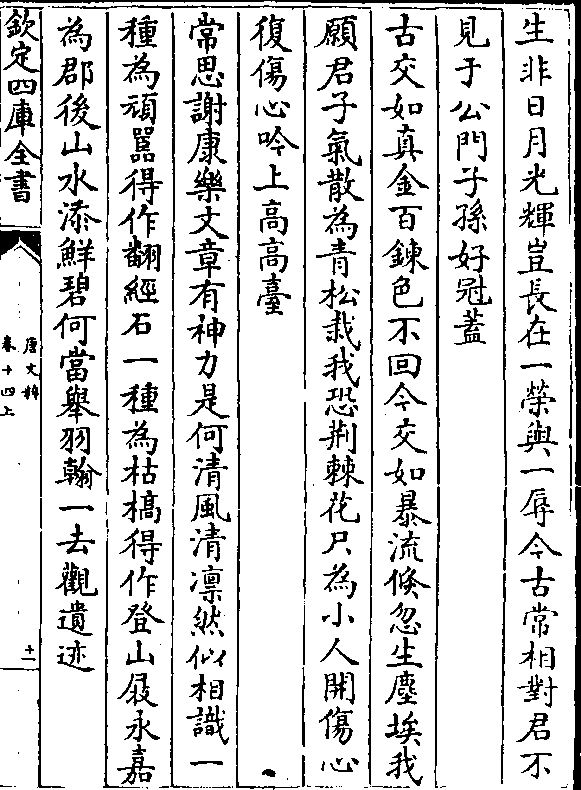 生非日月光輝豈長在一榮與一辱今古常相對君不
見于公門子孫好冠蓋
古交如真金百鍊色不回今交如暴流倏忽生塵埃我
願君子氣散為青松栽我恐荆棘花只為小人開傷心
復傷心吟上高高臺
常思謝康樂文章有神力是何清風清凛然似相識一
種為頑嚚得作翻經石一種為枯槁得作登山屐永嘉
為郡後山水添鮮碧何當舉羽翰一去觀遺迹
欽定四庫全書
唐文粹
卷十四上
十一